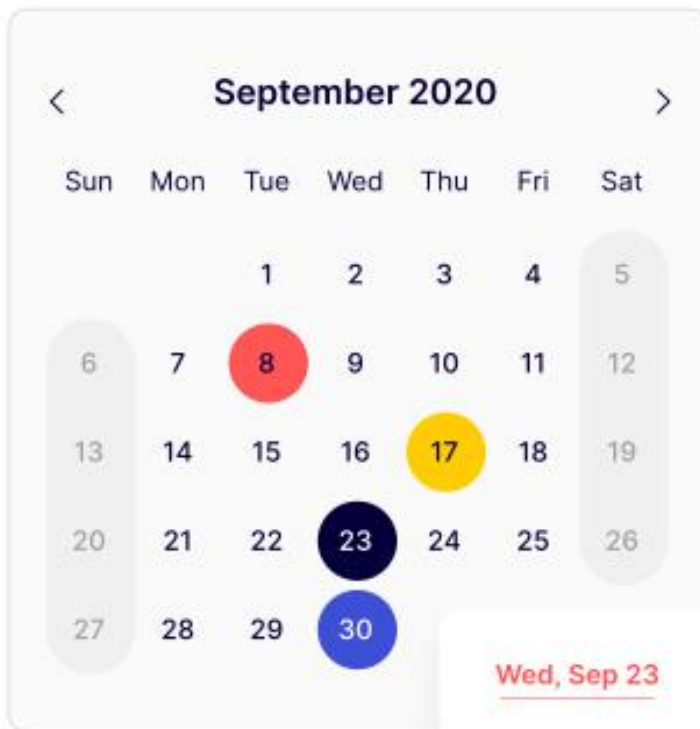 September 2020
Sun Mon Tue Wed Thu Fri Sat
1 2 3 4 5
6 7 8 9 10 11 12
13 14 15 16 17 18 19
20 21 22 23 24 25 26
27 28 29 30
Wed, Sep 23